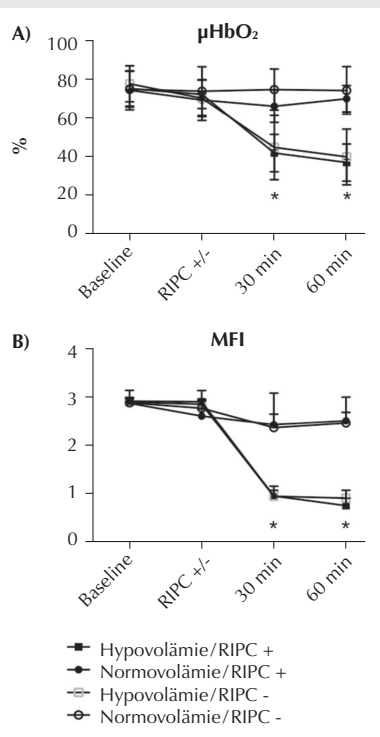 A) µHbO₂
100
80
60
40
20
0
%
*
*
Baseline
RIPC +/-
30 min
60 min
B) MFI
4
3
2
1
0
*
*
Baseline
RIPC +/-
30 min
60 min
Hypovolämie/RIPC +
Normovolämie/RIPC +
Hypovolämie/RIPC -
Normovolämie/RIPC -